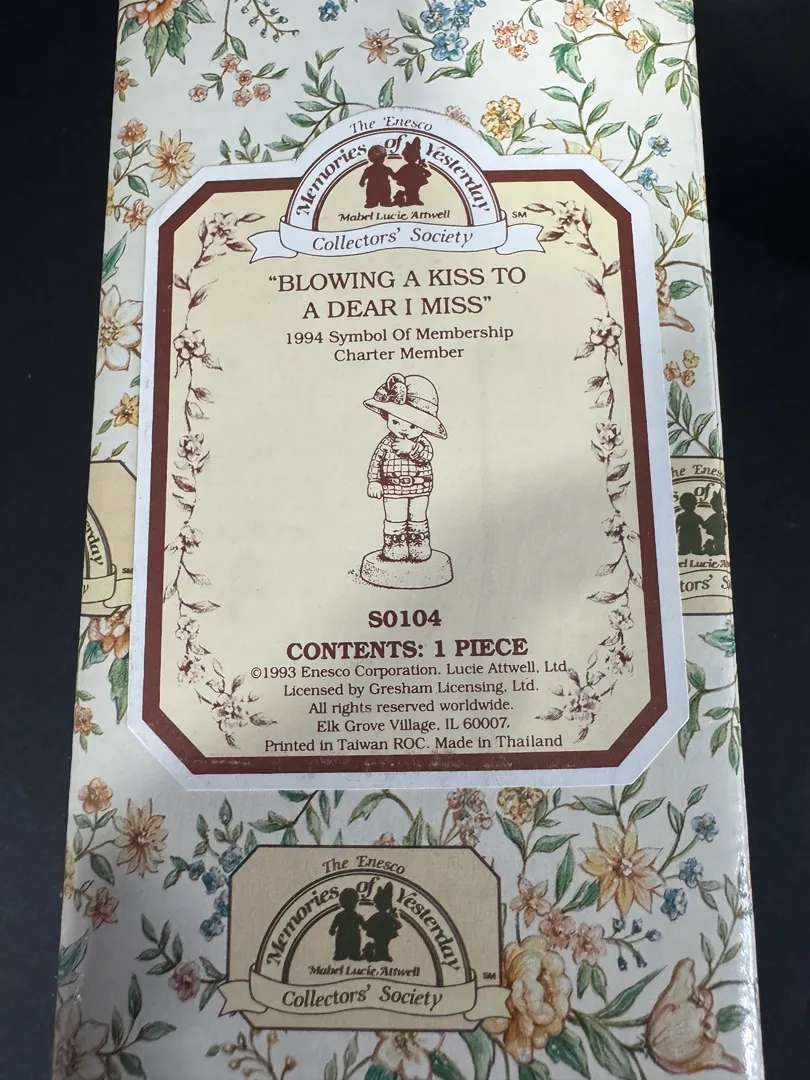 The Enesco
Memories of Yesterday
Mabel Lucie Attwell SM
Collectors' Society
“BLOWING A KISS TO
A DEAR I MISS”
1994 Symbol Of Membership
Charter Member
S0104
CONTENTS: 1 PIECE
©1993 Enesco Corporation. Lucie Attwell, Ltd.
Licensed by Gresham Licensing, Ltd.
All rights reserved worldwide.
Elk Grove Village, IL 60007.
Printed in Taiwan ROC. Made in Thailand
The Enesco
Memories of Yesterday
Mabel Lucie Attwell SM
Collectors' Society